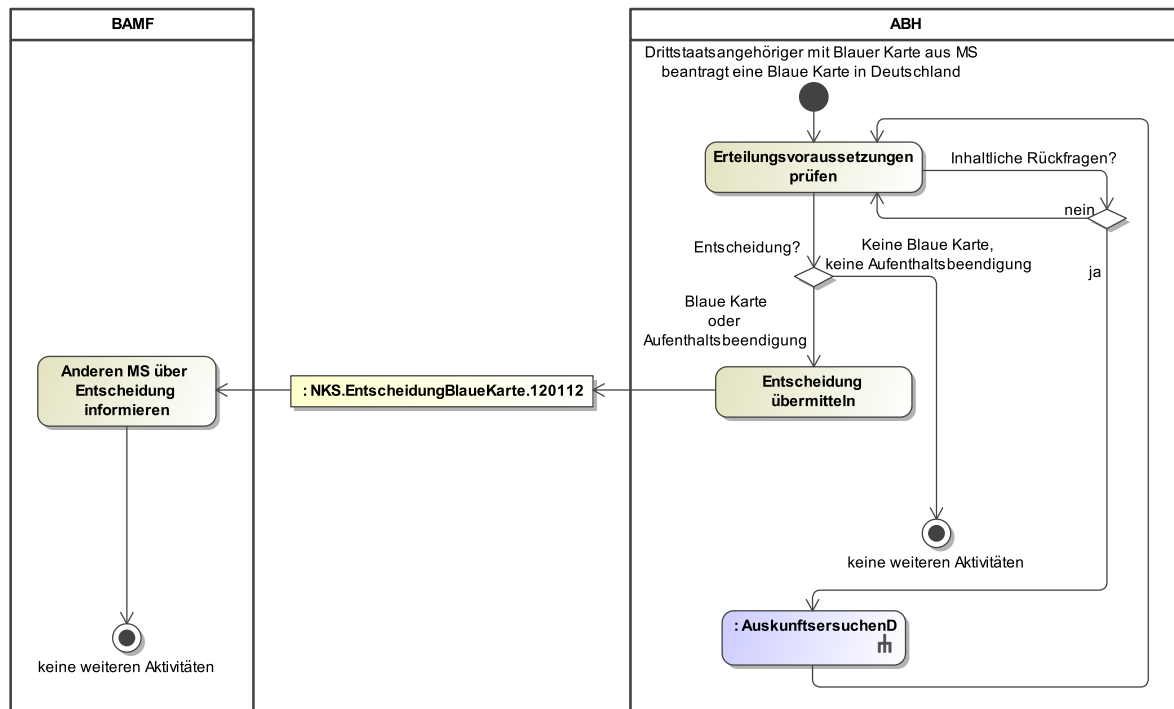 BAMF
ABH
Drittstaatsangehöriger mit Blauer Karte aus MS
beantragt eine Blaue Karte in Deutschland
Erteilungsvoraussetzungen
prüfen
Inhaltliche Rückfragen?
nein
ja
Entscheidung?
Keine Blaue Karte,
keine Aufenthaltsbeendigung
Blaue Karte
oder
Aufenthaltsbeendigung
Entscheidung
übermitteln
: NKS.EntscheidungBlaueKarte.120112
Anderen MS über
Entscheidung
informieren
keine weiteren Aktivitäten
: AuskunftsersuchenD
keine weiteren Aktivitäten